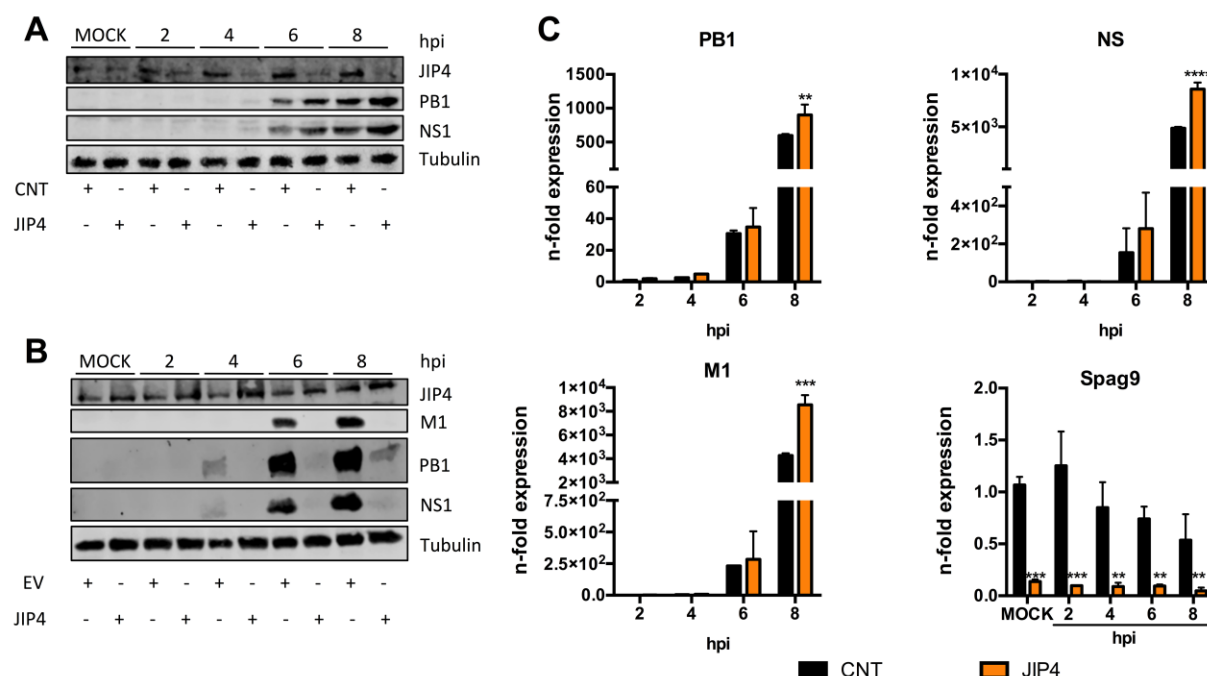 A
MOCK 2 4 6 8 hpi
JIP4
PB1
NS1
Tubulin
CNT + - + - + - + - + -
JIP4 - + - + - + - + - +
B
MOCK 2 4 6 8 hpi
JIP4
M1
PB1
NS1
Tubulin
EV + - + - + - + - + -
JIP4 - + - + - + - + - +
C
PB1
n-fold expression
1500
1000
500
60
40
20
0
**
2 4 6 8
hpi
NS
n-fold expression
1×10⁴
5×10³
4×10²
2×10²
0
****
2 4 6 8
hpi
M1
n-fold expression
1×10⁴
8×10³
6×10³
4×10³
2×10³
7.5×10²
5.0×10²
2.5×10²
0
***
2 4 6 8
hpi
Spag9
n-fold expression
2.0
1.5
1.0
0.5
0.0
*** *** ** ** **
MOCK 2 4 6 8
hpi
CNT JIP4